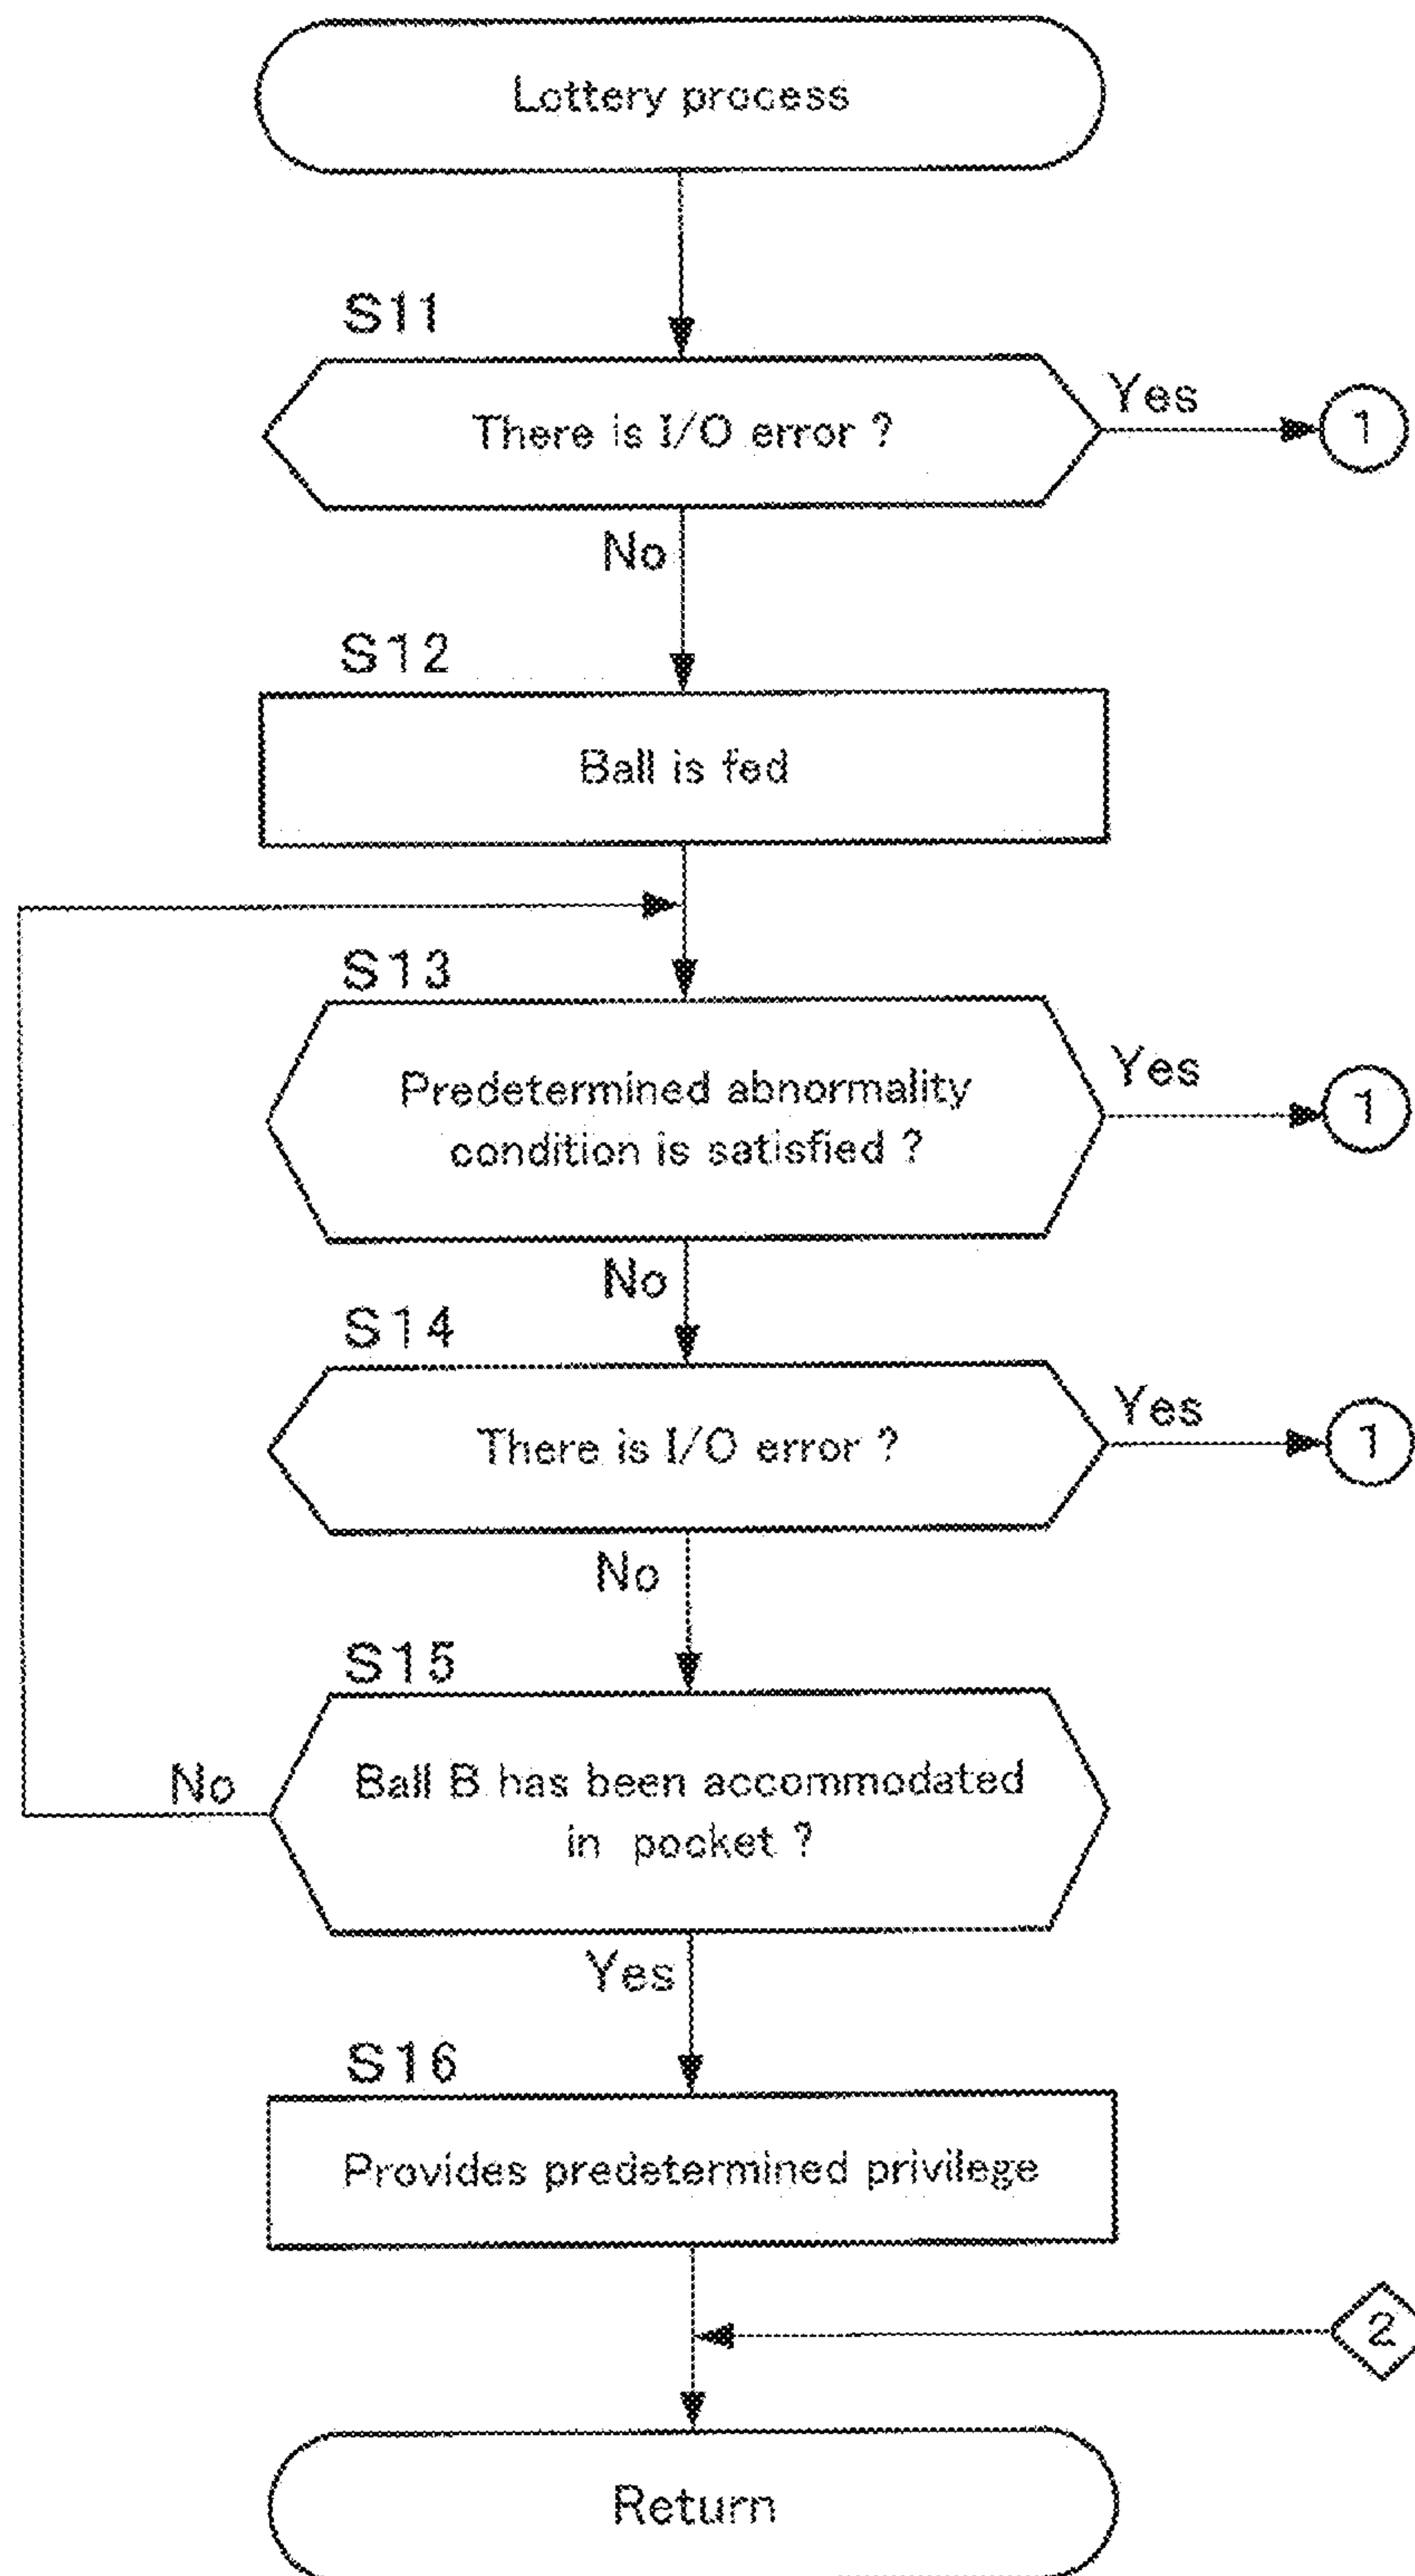 Lottery process
S11
There is I/O error ?
Yes
1
No
S12
Ball is fed
S13
Predetermined abnormality
condition is satisfied ?
Yes
1
No
S14
There is I/O error ?
Yes
1
No
S15
Ball B has been accommodated
in pocket ?
No
Yes
S16
Provides predetermined privilege
2
Return